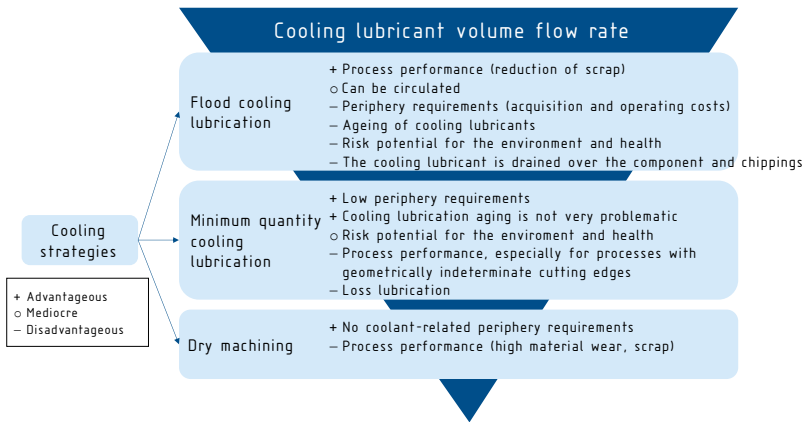 Cooling lubricant volume flow rate
Flood cooling
lubrication
+ Process performance (reduction of scrap)
o Can be circulated
– Periphery requirements (acquisition and operating costs)
– Ageing of cooling lubricants
– Risk potential for the environment and health
– The cooling lubricant is drained over the component and chippings
Cooling
strategies
Minimum quantity
cooling
lubrication
+ Low periphery requirements
+ Cooling lubrication aging is not very problematic
o Risk potential for the enviroment and health
– Process performance, especially for processes with
geometrically indeterminate cutting edges
– Loss lubrication
+ Advantageous
o Mediocre
– Disadvantageous
Dry machining
+ No coolant-related periphery requirements
– Process performance (high material wear, scrap)